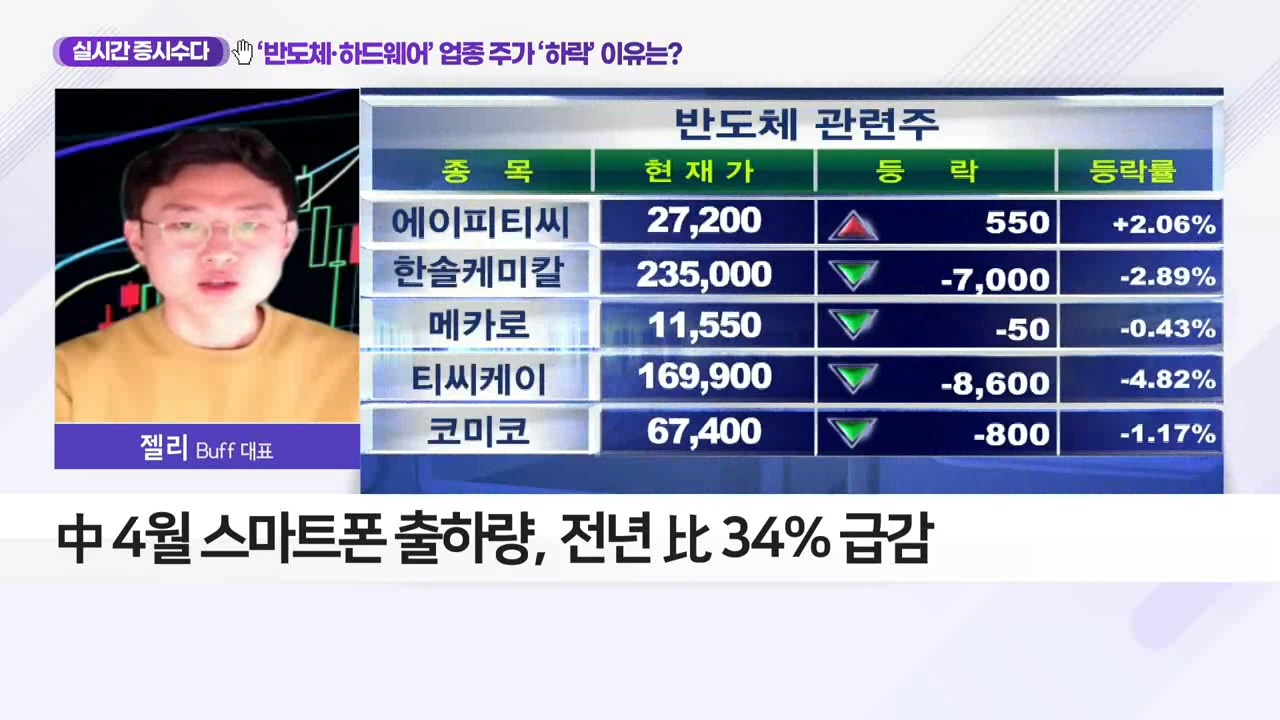 실시간 증시수다 '반도체·하드웨어' 업종 주가 '하락' 이유는?
반도체 관련주
종 목 현 재 가 등 락 등락률
에이피티씨 27,200 550 +2.06%
한솔케미칼 235,000 -7,000 -2.89%
메카로 11,550 -50 -0.43%
티씨케이 169,900 -8,600 -4.82%
코미코 67,400 -800 -1.17%
젤리 Buff 대표
中 4월 스마트폰 출하량, 전년 比 34% 급감